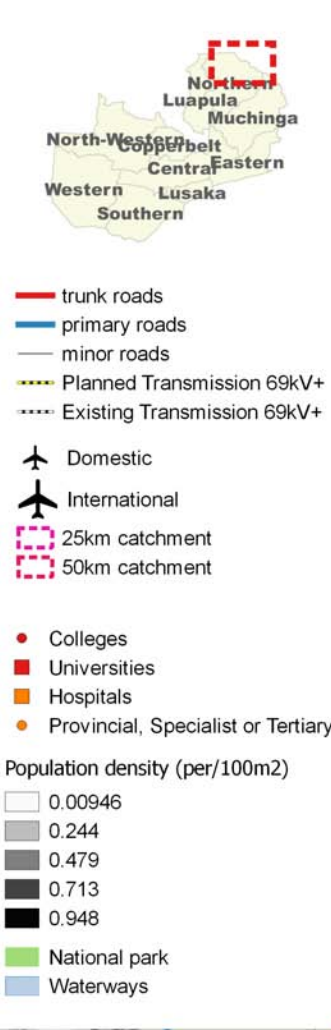 Northern
Luapula
Muchinga
North-Western
Copperbelt
Central
Eastern
Western
Lusaka
Southern
trunk roads
primary roads
minor roads
Planned Transmission 69kV+
Existing Transmission 69kV+
Domestic
International
25km catchment
50km catchment
Colleges
Universities
Hospitals
Provincial, Specialist or Tertiary
Population density (per/100m2)
0.00946
0.244
0.479
0.713
0.948
National park
Waterways